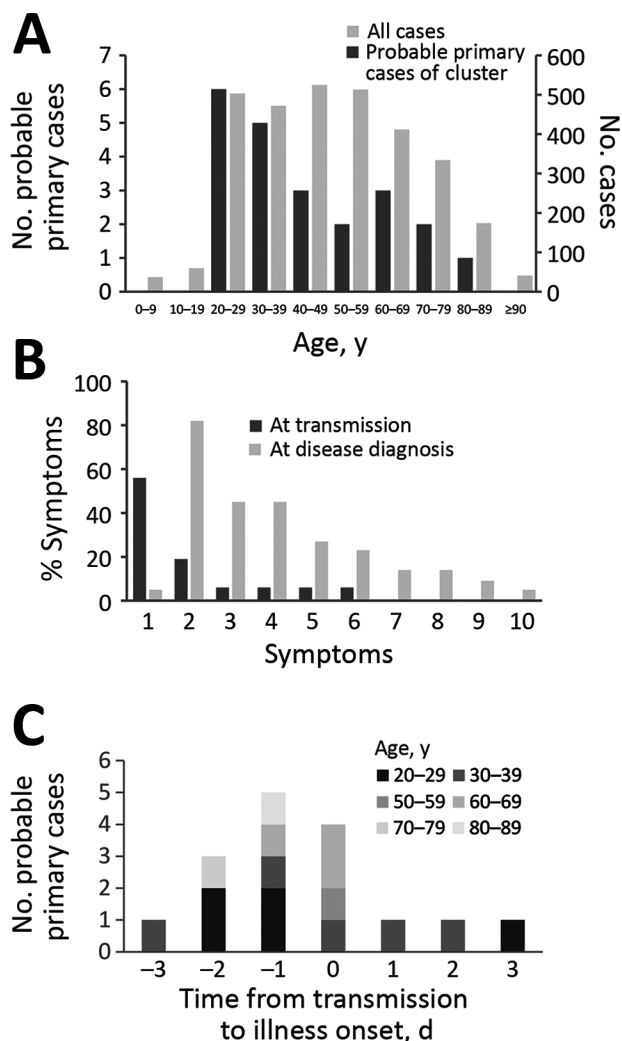 A
All cases
Probable primary
cases of cluster
No. probable
primary cases
7
6
5
4
3
2
1
0
600
500
400
300
200
100
0
No. cases
0–9 10–19 20–29 30–39 40–49 50–59 60–69 70–79 80–89 ≥90
Age, y
B
% Symptoms
100
80
60
40
20
0
At transmission
At disease diagnosis
1 2 3 4 5 6 7 8 9 10
Symptoms
C
No. probable
primary cases
6
5
4
3
2
1
0
Age, y
20–29 30–39
50–59 60–69
70–79 80–89
–3 –2 –1 0 1 2 3
Time from transmission
to illness onset, d